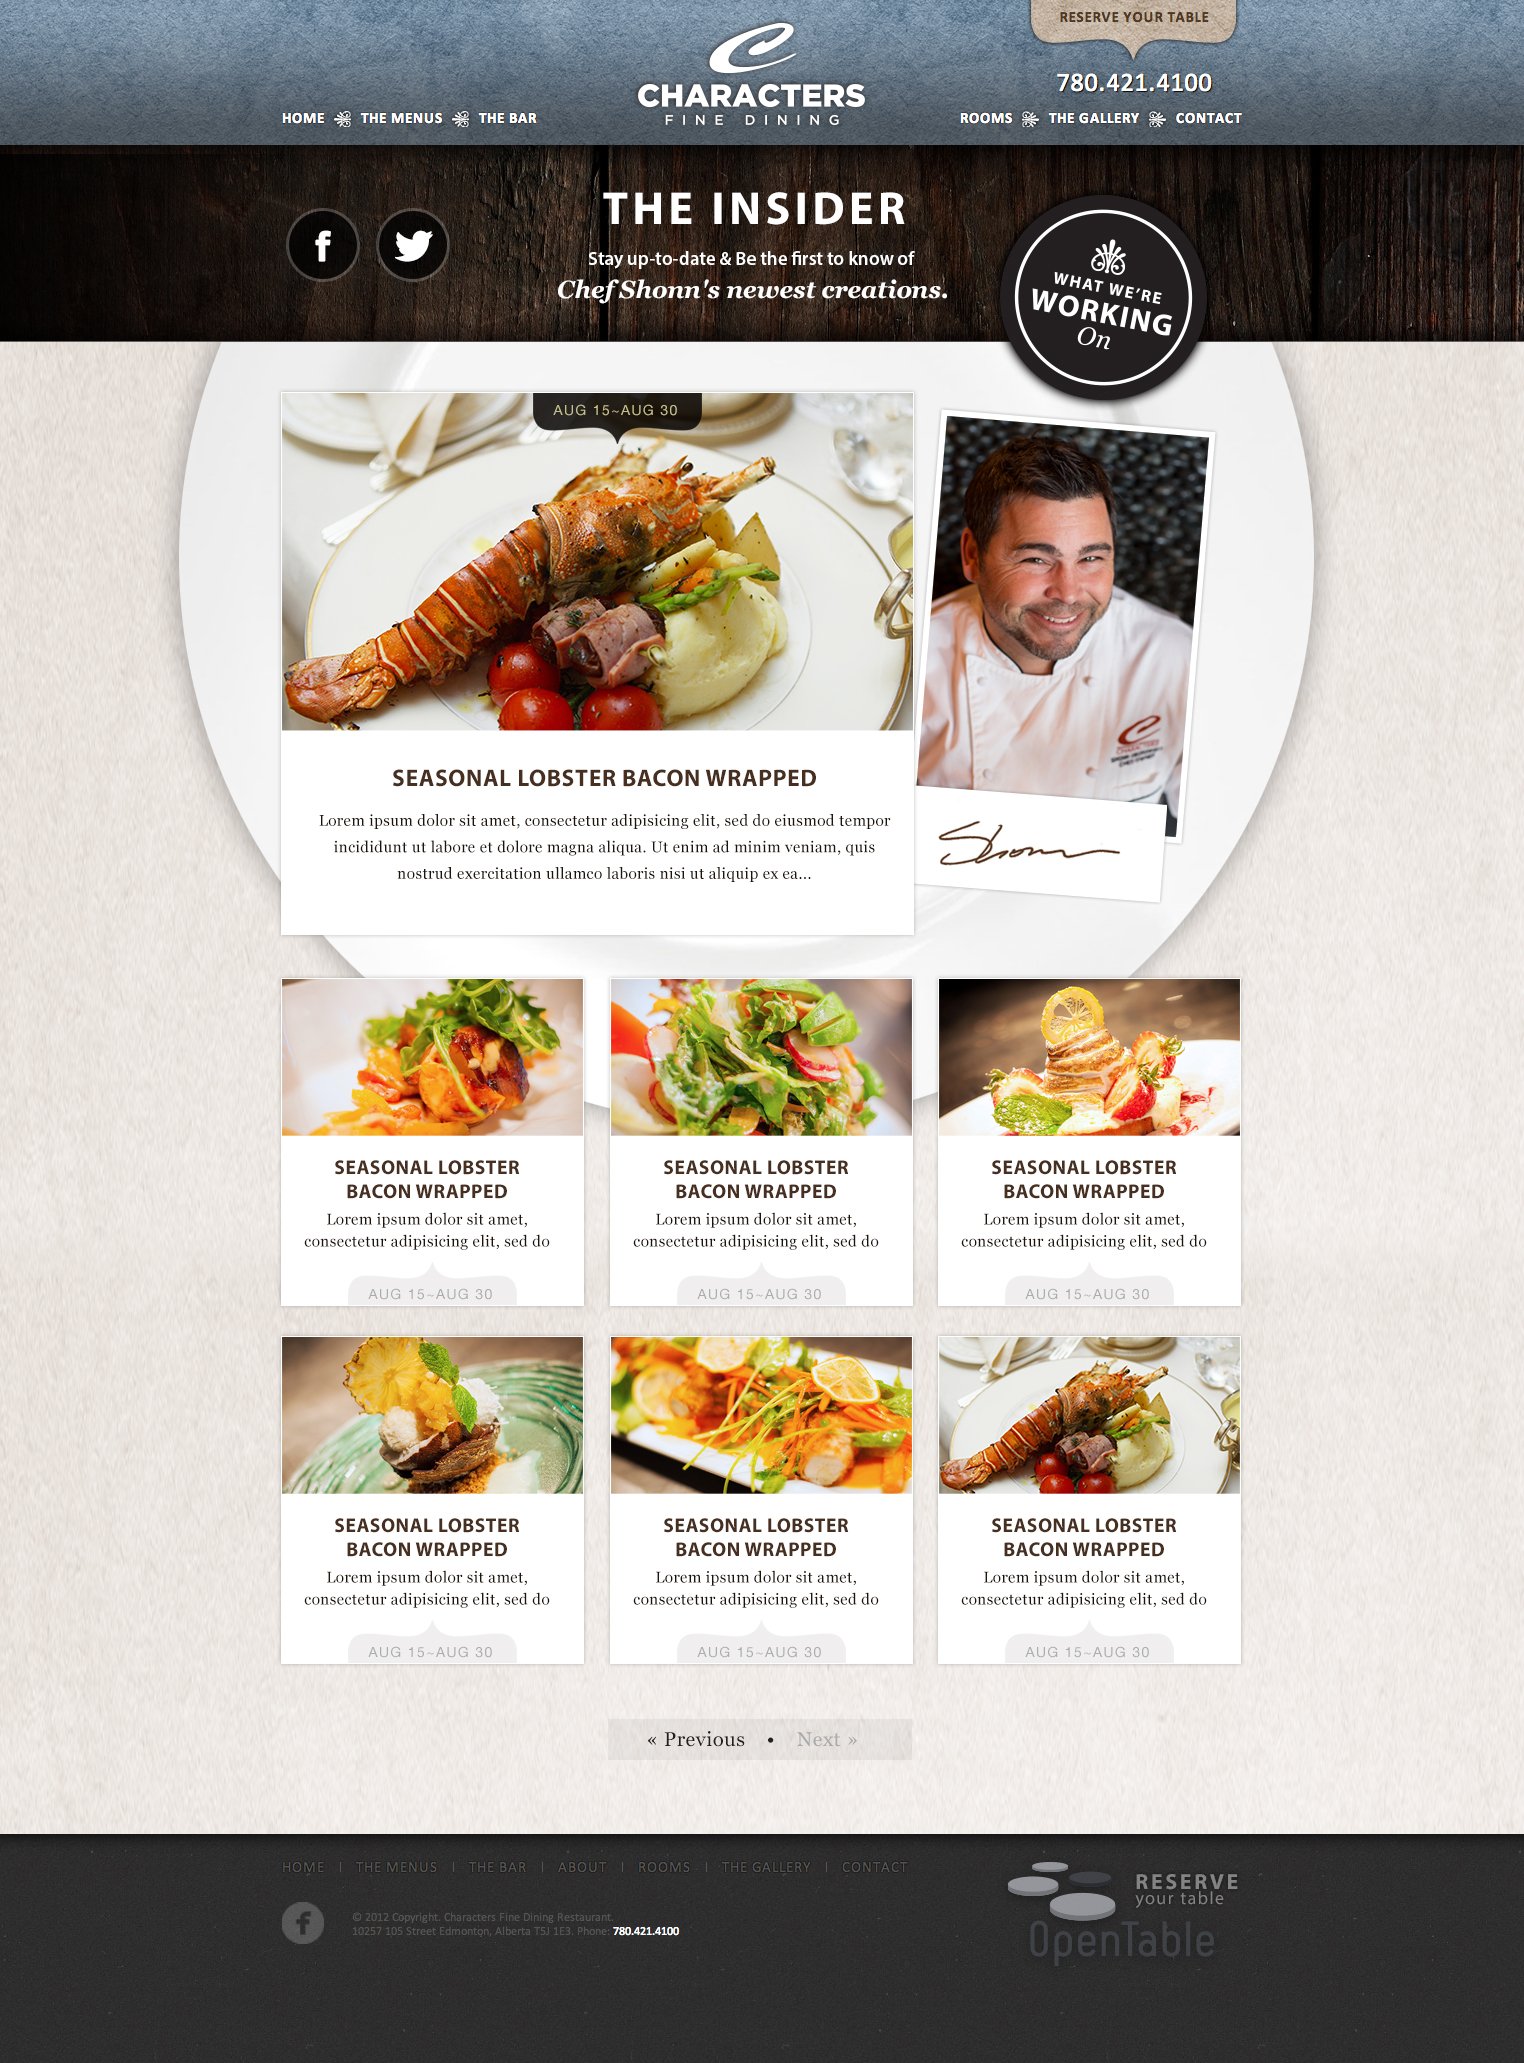 RESERVE YOUR TABLE
780.421.4100
CHARACTERS
FINE DINING
HOME THE MENUS THE BAR
ROOMS THE GALLERY CONTACT
THE INSIDER
Stay up-to-date & Be the first to know of
Chef Shonn's newest creations.
WHAT WE'RE
WORKING
On
AUG 15~AUG 30
SEASONAL LOBSTER BACON WRAPPED
Lorem ipsum dolor sit amet, consectetur adipisicing elit, sed do eiusmod tempor
incididunt ut labore et dolore magna aliqua. Ut enim ad minim veniam, quis
nostrud exercitation ullamco laboris nisi ut aliquip ex ea...
CHARACTERS
Shonn
SEASONAL LOBSTER
BACON WRAPPED
Lorem ipsum dolor sit amet,
consectetur adipisicing elit, sed do
AUG 15~AUG 30
SEASONAL LOBSTER
BACON WRAPPED
Lorem ipsum dolor sit amet,
consectetur adipisicing elit, sed do
AUG 15~AUG 30
SEASONAL LOBSTER
BACON WRAPPED
Lorem ipsum dolor sit amet,
consectetur adipisicing elit, sed do
AUG 15~AUG 30
SEASONAL LOBSTER
BACON WRAPPED
Lorem ipsum dolor sit amet,
consectetur adipisicing elit, sed do
AUG 15~AUG 30
SEASONAL LOBSTER
BACON WRAPPED
Lorem ipsum dolor sit amet,
consectetur adipisicing elit, sed do
AUG 15~AUG 30
SEASONAL LOBSTER
BACON WRAPPED
Lorem ipsum dolor sit amet,
consectetur adipisicing elit, sed do
AUG 15~AUG 30
« Previous • Next »
HOME | THE MENUS | THE BAR | ABOUT | ROOMS | THE GALLERY | CONTACT
© 2012 Copyright. Characters Fine Dining Restaurant.
10257 105 Street Edmonton, Alberta T5J 1E3. Phone: 780.421.4100
RESERVE
your table
OpenTable